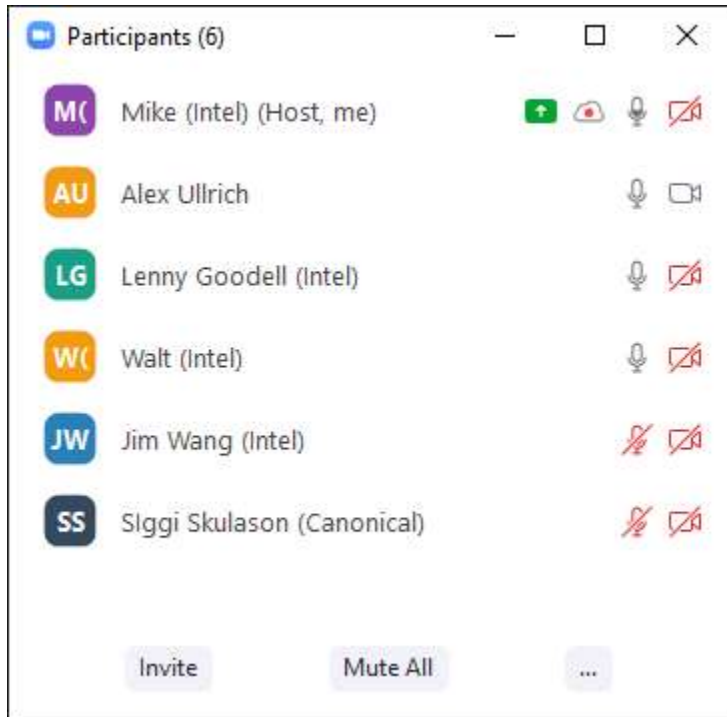 Participants (6)
M( Mike (Intel) (Host, me)
AU Alex Ullrich
LG Lenny Goodell (Intel)
W( Walt (Intel)
JW Jim Wang (Intel)
SS SIggi Skulason (Canonical)
Invite Mute All ...